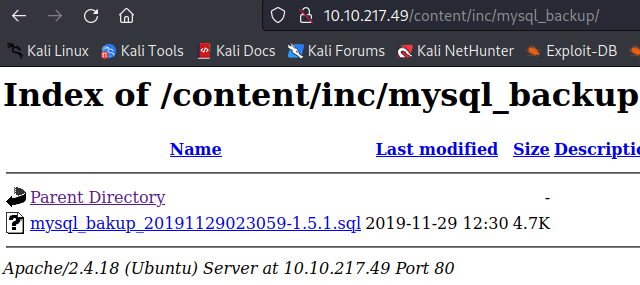 10.10.217.49/content/inc/mysql_backup/
Kali Linux Kali Tools Kali Docs Kali Forums Kali NetHunter Exploit-DB
Index of /content/inc/mysql_backup
Name Last modified Size Descriptio
Parent Directory -
mysql_bakup_20191129023059-1.5.1.sql 2019-11-29 12:30 4.7K
Apache/2.4.18 (Ubuntu) Server at 10.10.217.49 Port 80